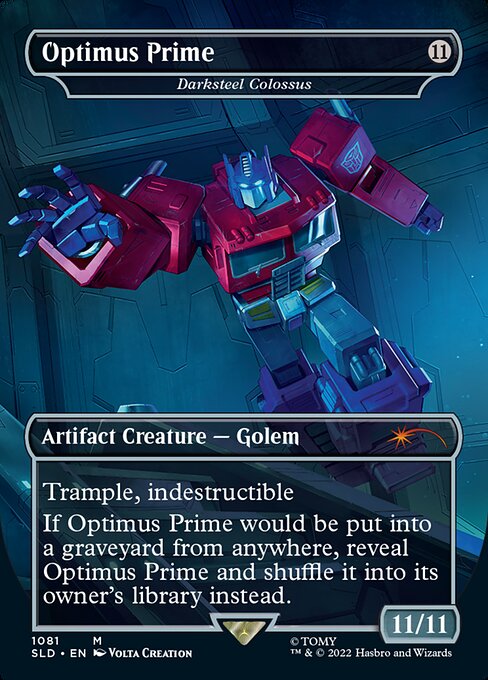 Optimus Prime
11
Darksteel Colossus
Artifact Creature — Golem
Trample, indestructible
If Optimus Prime would be put into
a graveyard from anywhere, reveal
Optimus Prime and shuffle it into its
owner's library instead.
11/11
1081 M
SLD • EN Volta Creation
© TOMY
™ & © 2022 Hasbro and Wizards